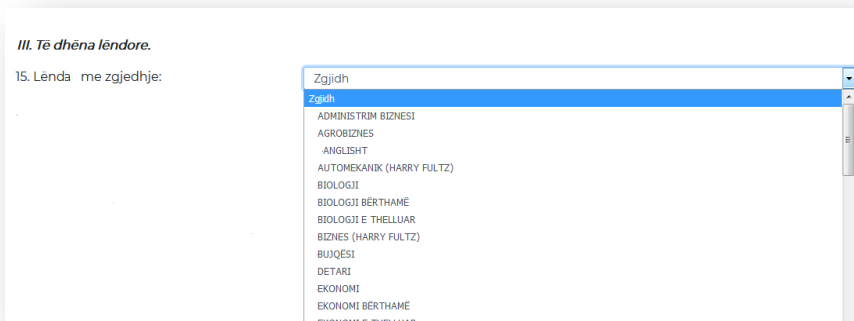 III. Të dhëna lëndore.
15. Lënda me zgjedhje:
Zgjidh
Zgjidh
ADMINISTRIM BIZNESI
AGROBIZNES
ANGLISHT
AUTOMEKANIK (HARRY FULTZ)
BIOLOGJI
BIOLOGJI BËRTHAMË
BIOLOGJI E THELLUAR
BIZNES (HARRY FULTZ)
BUJQËSI
DETARI
EKONOMI
EKONOMI BËRTHAMË